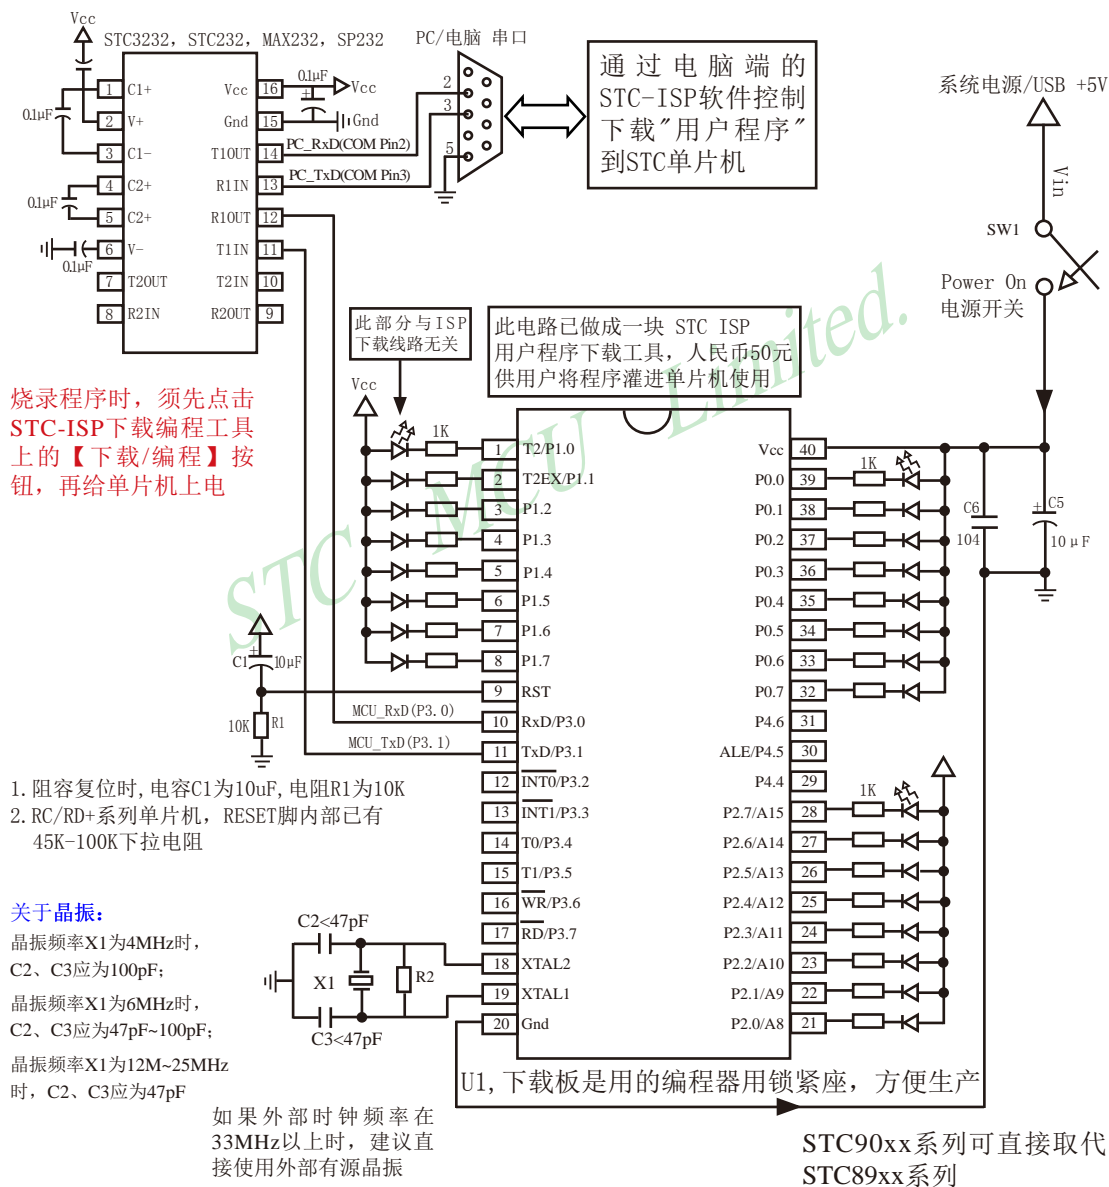 Vcc
STC3232, STC232, MAX232, SP232
PC/电脑 串口
0.1μF
0.1μF
0.1μF
0.1μF
1 C1+
2 V+
3 C1-
4 C2+
5 C2+
6 V-
7 T2OUT
8 R2IN
Vcc 16
Gnd 15
T1OUT 14
R1IN 13
R1OUT 12
T1IN 11
T2IN 10
R2OUT 9
Vcc
Gnd
PC_RxD(COM Pin2)
PC_TxD(COM Pin3)
2
3
5
通过电脑端的
STC-ISP软件控制
下载"用户程序"
到STC单片机
系统电源/USB +5V
Vin
SW1
Power On
电源开关
此部分与ISP
下载线路无关
此电路已做成一块 STC ISP
用户程序下载工具，人民币50元
供用户将程序灌进单片机使用
烧录程序时，须先点击
STC-ISP下载编程工具
上的【下载/编程】按
钮，再给单片机上电
STC MCU Limited.
Vcc
1K
1 T2/P1.0
2 T2EX/P1.1
3 P1.2
4 P1.3
5 P1.4
6 P1.5
7 P1.6
8 P1.7
9 RST
10 RxD/P3.0
11 TxD/P3.1
12 INT0/P3.2
13 INT1/P3.3
14 T0/P3.4
15 T1/P3.5
16 WR/P3.6
17 RD/P3.7
18 XTAL2
19 XTAL1
20 Gnd
Vcc 40
P0.0 39
P0.1 38
P0.2 37
P0.3 36
P0.4 35
P0.5 34
P0.6 33
P0.7 32
P4.6 31
ALE/P4.5 30
P4.4 29
P2.7/A15 28
P2.6/A14 27
P2.5/A13 26
P2.4/A12 25
P2.3/A11 24
P2.2/A10 23
P2.1/A9 22
P2.0/A8 21
1K
1K
C6
104
+ C5
10μF
+
C1 10μF
10K R1
MCU_RxD(P3.0)
MCU_TxD(P3.1)
1.阻容复位时,电容C1为10uF,电阻R1为10K
2.RC/RD+系列单片机，RESET脚内部已有
45K-100K下拉电阻
关于晶振：
晶振频率X1为4MHz时，
C2、C3应为100pF；
晶振频率X1为6MHz时，
C2、C3应为47pF~100pF；
晶振频率X1为12M~25MHz
时，C2、C3应为47pF
C2<47pF
X1
R2
C3<47pF
如果外部时钟频率在
33MHz以上时，建议直
接使用外部有源晶振
U1,下载板是用的编程器用锁紧座，方便生产
STC90xx系列可直接取代
STC89xx系列